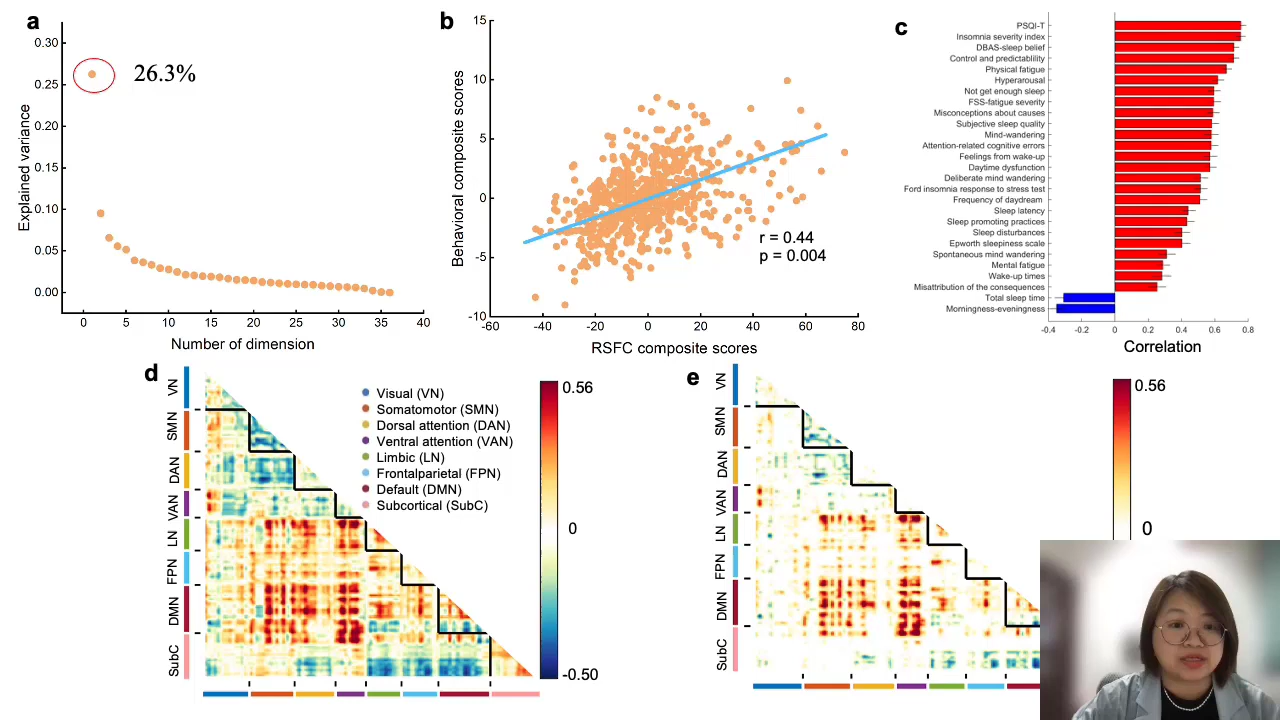 a
0.30
0.25
0.20
0.15
0.10
0.05
0.00
26.3%
Explained variance
0
5
10
15
20
25
30
35
40
Number of dimension
b
15
10
5
0
-5
-10
Behavioral composite scores
r = 0.44
p = 0.004
-60
-40
-20
0
20
40
60
80
RSFC composite scores
c
PSQI-T
Insomnia severity index
DBAS-sleep belief
Control and predictability
Physical fatigue
Hyperarousal
Not get enough sleep
FSS-fatigue severity
Misconceptions about causes
Subjective sleep quality
Mind-wandering
Attention-related cognitive errors
Feelings from wake-up
Daytime dysfunction
Deliberate mind wandering
Ford insomnia response to stress test
Frequency of daydream
Sleep latency
Sleep promoting practices
Sleep disturbances
Epworth sleepiness scale
Spontaneous mind wandering
Mental fatigue
Wake-up times
Misattribution of the consequences
Total sleep time
Morningness-eveningness
-0.4
-0.2
0
0.2
0.4
0.6
0.8
Correlation
d
VN
SMN
DAN
VAN
LN
FPN
DMN
SubC
Visual (VN)
Somatomotor (SMN)
Dorsal attention (DAN)
Ventral attention (VAN)
Limbic (LN)
Frontalparietal (FPN)
Default (DMN)
Subcortical (SubC)
0.56
0
-0.50
e
VN
SMN
DAN
VAN
LN
FPN
DMN
SubC
0.56
0